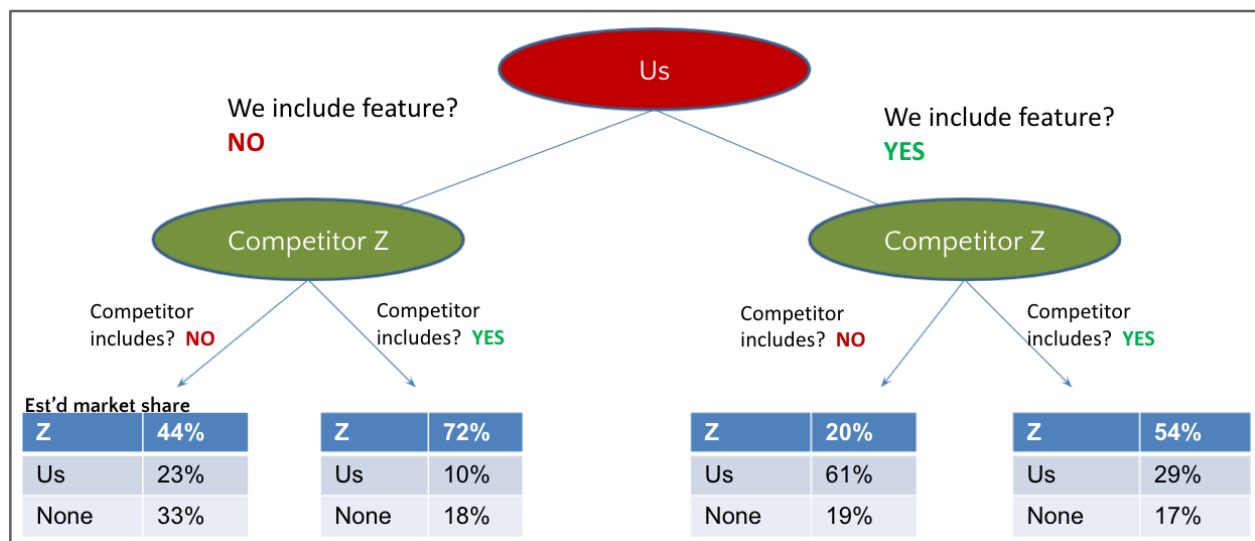 Us
We include feature?
NO
We include feature?
YES
Competitor Z
Competitor Z
Competitor
includes? NO
Competitor
includes? YES
Competitor
includes? NO
Competitor
includes? YES
Est'd market share
Z 44%
Us 23%
None 33%
Z 72%
Us 10%
None 18%
Z 20%
Us 61%
None 19%
Z 54%
Us 29%
None 17%